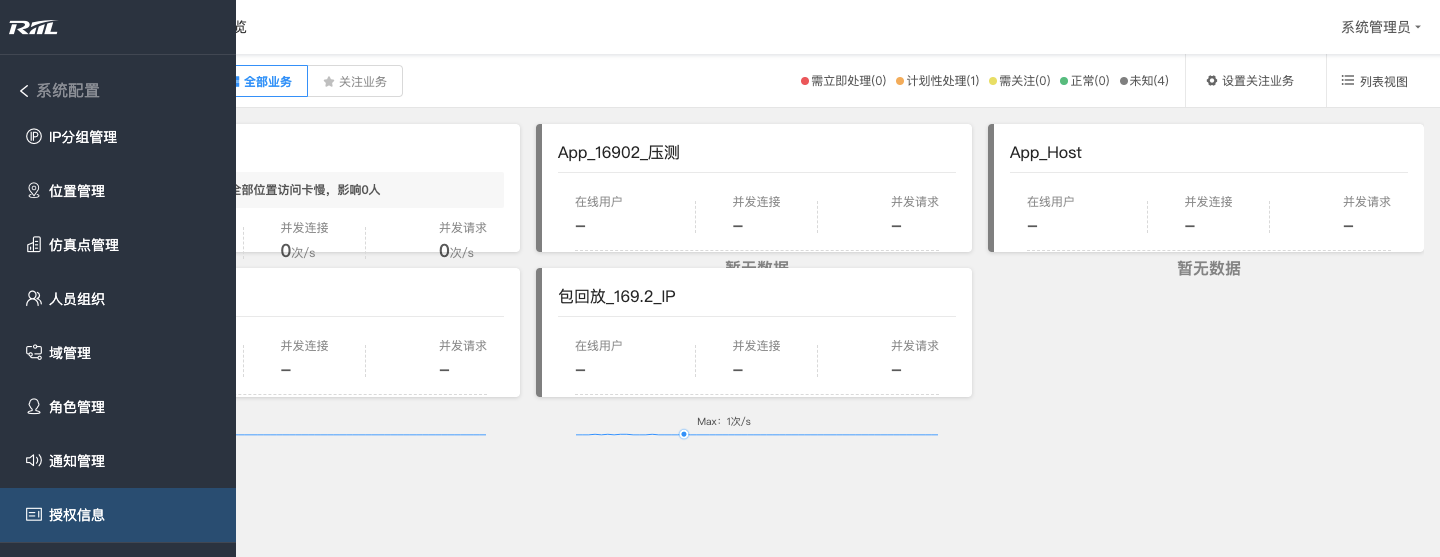 RIIL
览
系统管理员
系统配置
IP分组管理
位置管理
仿真点管理
人员组织
域管理
角色管理
通知管理
授权信息
全部业务
关注业务
需立即处理(0)
计划性处理(1)
需关注(0)
正常(0)
未知(4)
设置关注业务
列表视图
全部位置访问卡慢，影响0人
并发连接
并发请求
0次/s
0次/s
App_16902_压测
在线用户
并发连接
并发请求
–
–
–
暂无数据
App_Host
在线用户
并发连接
并发请求
–
–
–
暂无数据
并发连接
并发请求
–
–
包回放_169.2_IP
在线用户
并发连接
并发请求
–
–
–
Max：1次/s